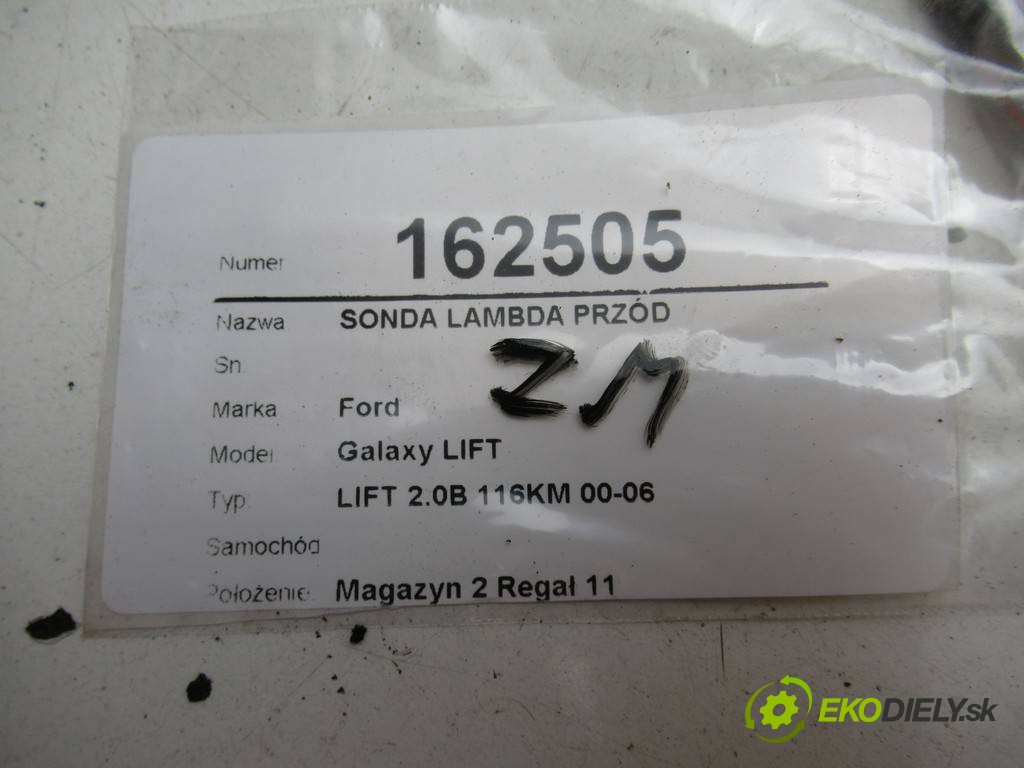 Numer 162505
Nazwa SONDA LAMBDA PRZÓD
Sn
ZM
Marka Ford
Model Galaxy LIFT
Typ LIFT 2.0B 116KM 00-06
Samochód
Położenie Magazyn 2 Regał 11
EKODIELY.sk